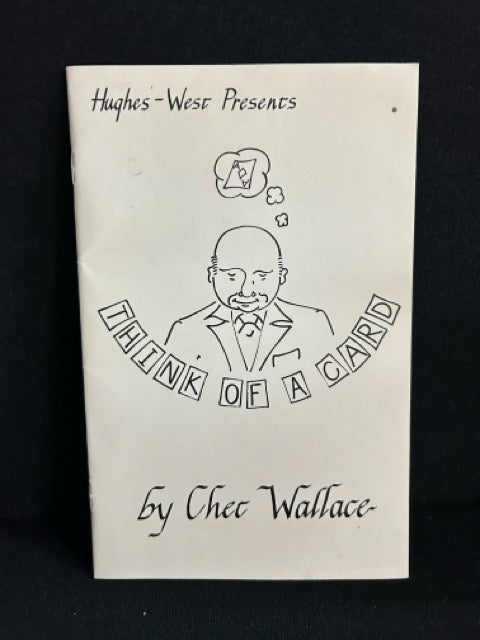 Hughes-West Presents
THINK OF A CARD
by Chet Wallace